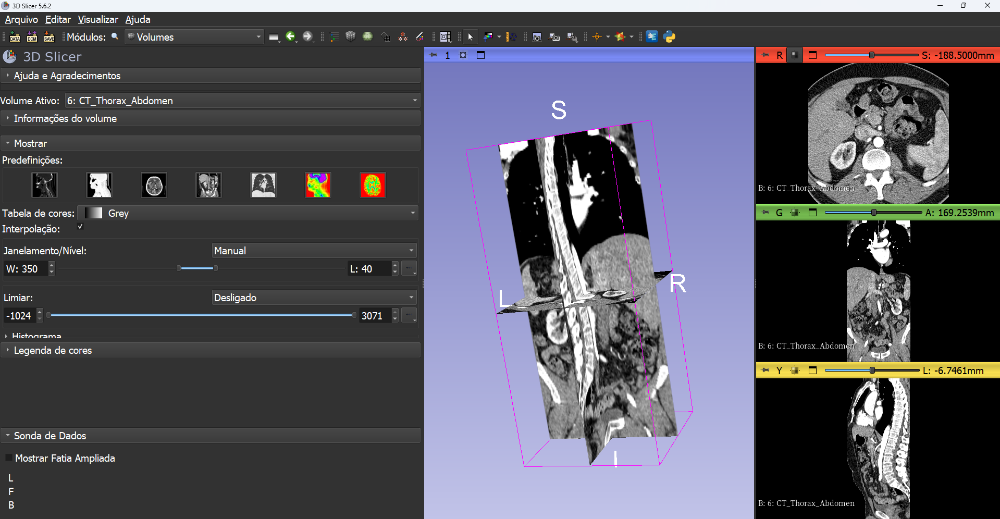 3D Slicer 5.6.2
Arquivo Editar Visualizar Ajuda
DATA DCM SAVE Módulos: Volumes
3D Slicer
Ajuda e Agradecimentos
Volume Ativo: 6: CT_Thorax_Abdomen
Informações do volume
Mostrar
Predefinições:
Tabela de cores: Grey
Interpolação:
Janelamento/Nível: Manual
W: 350 L: 40
Limiar: Desligado
-1024 3071
Histograma
Legenda de cores
Sonda de Dados
Mostrar Fatia Ampliada
L
F
B
1
S
R
L
I
R S: -188.5000mm
B: 6: CT_Thorax_Abdomen
G A: 169.2539mm
B: 6: CT_Thorax_Abdomen
Y L: -6.7461mm
B: 6: CT_Thorax_Abdomen